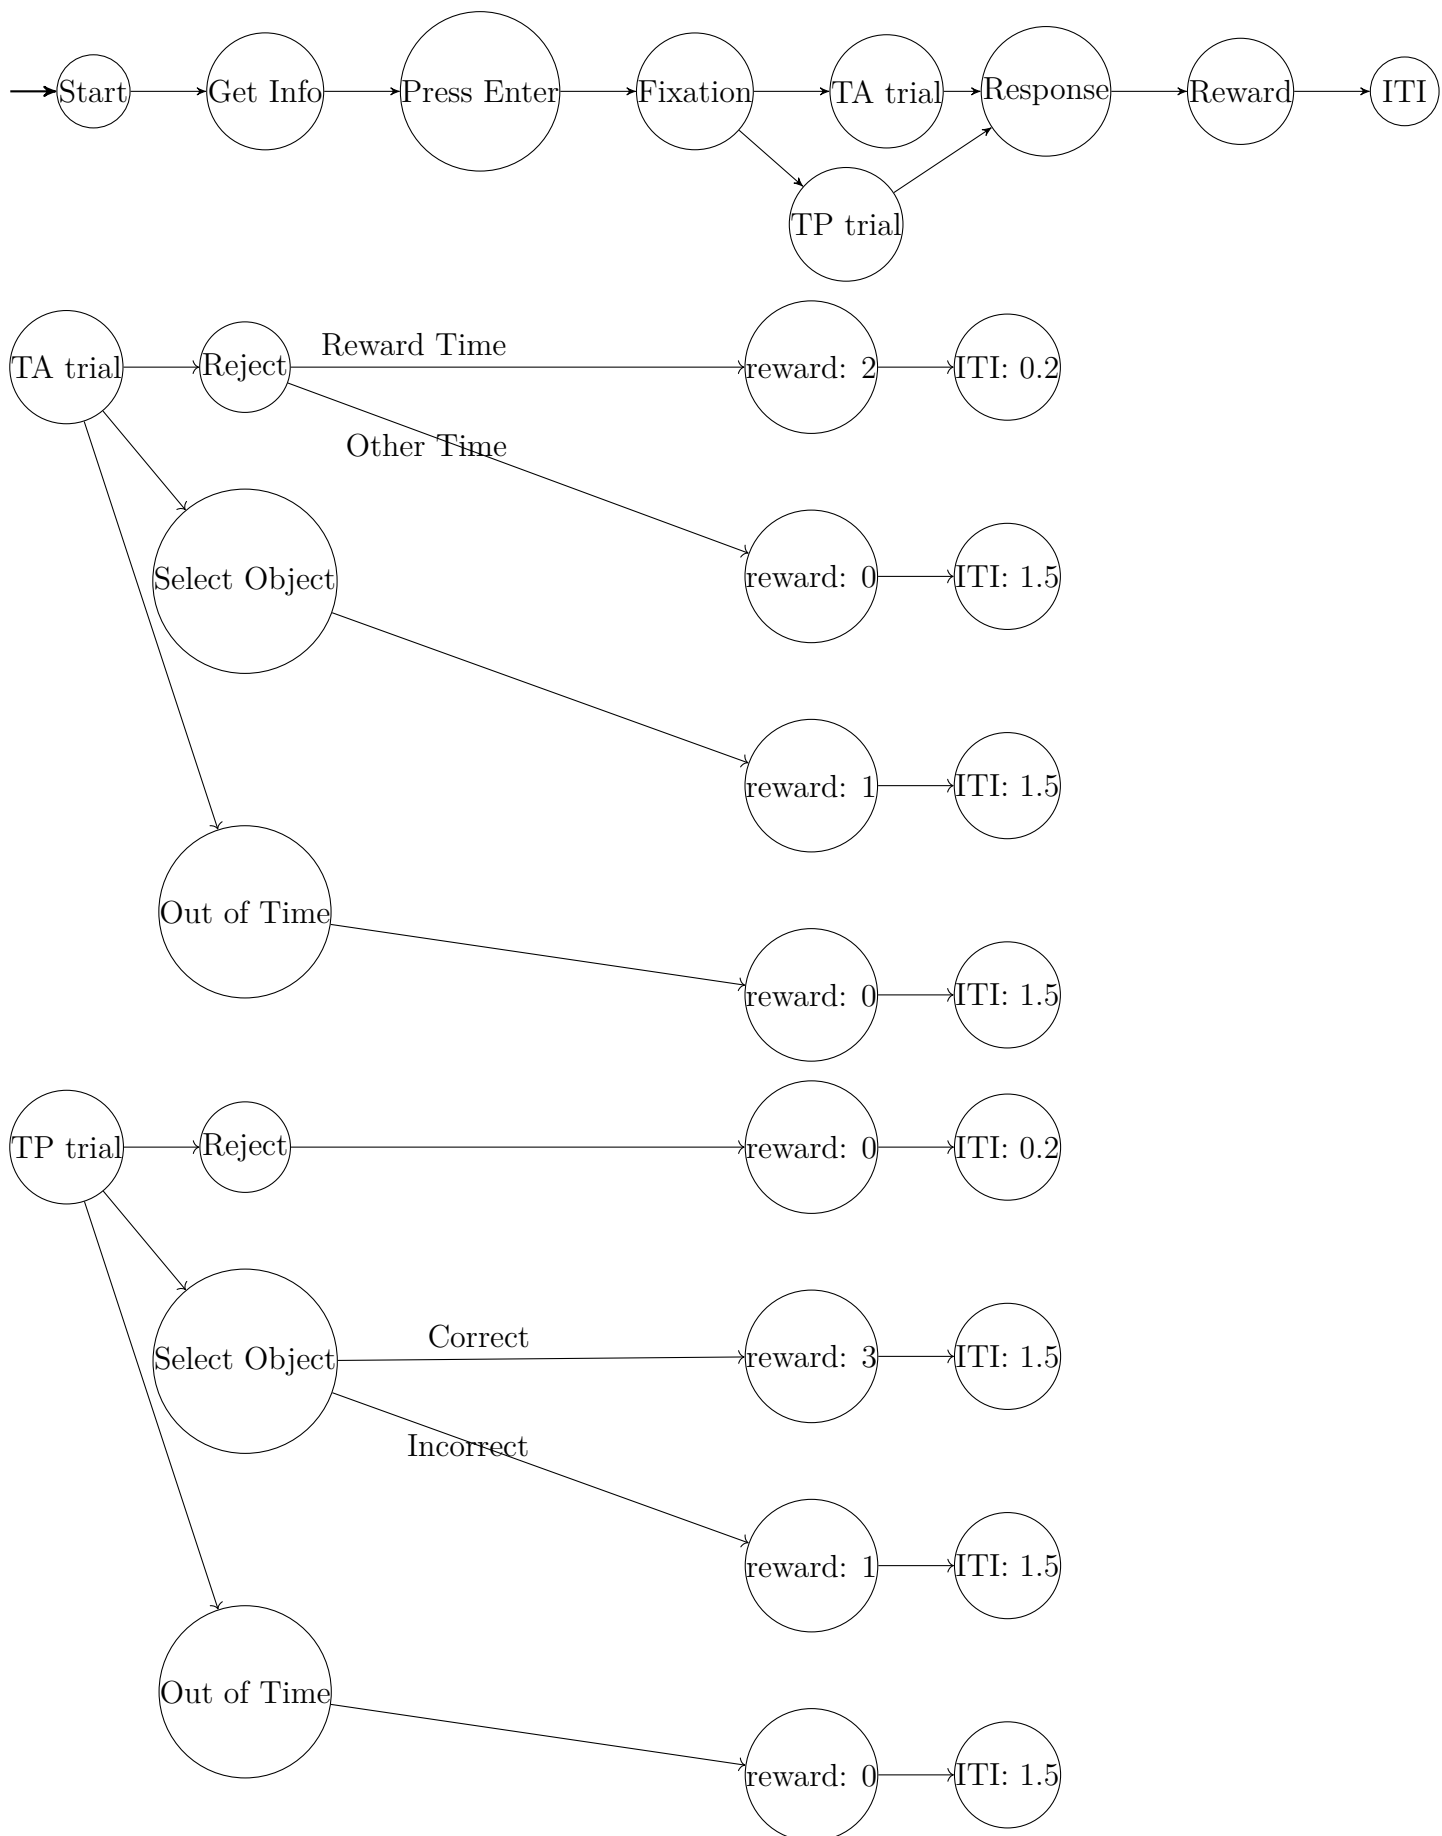 Start Get Info Press Enter Fixation TA trial Response Reward ITI
TP trial
TA trial Reject Reward Time reward: 2 ITI: 0.2
Other Time
Select Object reward: 0 ITI: 1.5
reward: 1 ITI: 1.5
Out of Time
reward: 0 ITI: 1.5
TP trial Reject reward: 0 ITI: 0.2
Select Object Correct reward: 3 ITI: 1.5
Incorrect
reward: 1 ITI: 1.5
Out of Time
reward: 0 ITI: 1.5